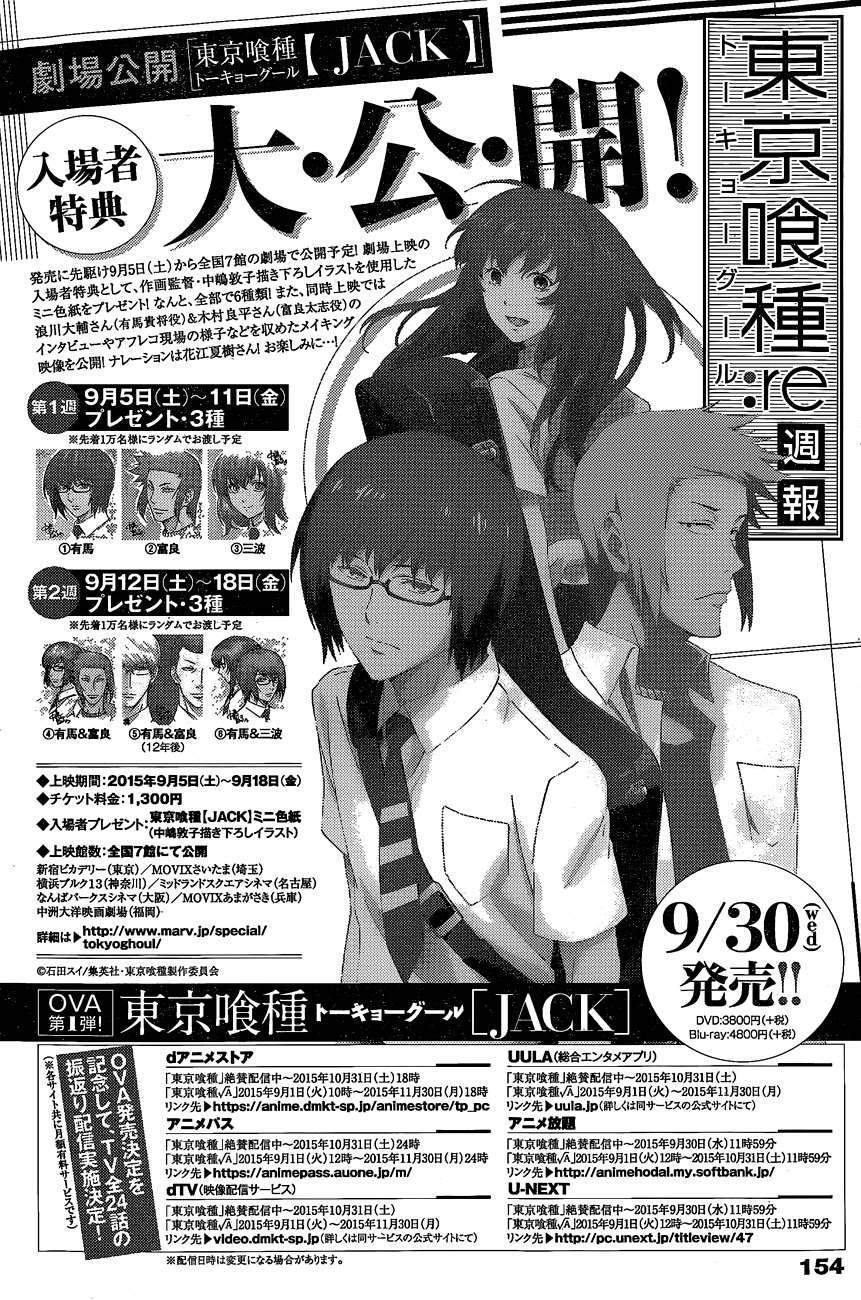 東京喰種:re
トーキョーグール
週報
劇場公開 [東京喰種 トーキョーグール 【JACK】]
入場者
特典
大・公・開!
発売に先駆け9月5日(土)から全国7館の劇場で公開予定! 劇場上映の
入場者特典として、作画監督・中嶋敦子描き下ろしイラストを使用した
ミニ色紙をプレゼント! なんと、全部で6種類! また、同時上映では
浪川大輔さん(有馬貴将役)&木村良平さん(富良太志役)の
インタビューやアフレコ現場の様子などを収めたメイキング
映像を公開! ナレーションは花江夏樹さん! お楽しみに…!
第1週
9月5日(土)〜11日(金)
プレゼント・3種
※先着1万名様にランダムでお渡し予定
①有馬 ②富良 ③三波
第2週
9月12日(土)〜18日(金)
プレゼント・3種
※先着1万名様にランダムでお渡し予定
④有馬&富良 ⑤有馬&富良 ⑥有馬&三波
(12年後)
◆上映期間:2015年9月5日(土)〜9月18日(金)
◆チケット料金:1,300円
◆入場者プレゼント:東京喰種【JACK】ミニ色紙
(中嶋敦子描き下ろしイラスト)
◆上映館数:全国7館にて公開
新宿ピカデリー(東京)/MOVIXさいたま(埼玉)
横浜ブルク13(神奈川)/ミッドランドスクエアシネマ(名古屋)
なんばパークスシネマ(大阪)/MOVIXあまがさき(兵庫)
中洲大洋映画劇場(福岡)
詳細は▶http://www.marv.jp/special/
tokyoghoul/
©石田スイ/集英社・東京喰種製作委員会
9/30(wed)
発売!!
DVD:3800円(+税)
Blu-ray:4800円(+税)
OVA
第1弾!
東京喰種 トーキョーグール [JACK]
OVA発売決定を
記念して、TV全24話の
振返り配信実施決定!
(※各サイト共に月額有料サービスです)
dアニメストア
「東京喰種」絶賛配信中〜2015年10月31日(土)18時
「東京喰種√A」2015年9月1日(火)10時〜2015年11月30日(月)18時
リンク先▶https://anime.dmkt-sp.jp/animestore/tp_pc
アニメパス
「東京喰種」絶賛配信中〜2015年10月31日(土)24時
「東京喰種√A」2015年9月1日(火)12時〜2015年11月30日(月)24時
リンク先▶https://animepass.auone.jp/m/
dTV(映像配信サービス)
「東京喰種」絶賛配信中〜2015年10月31日(土)
「東京喰種√A」2015年9月1日(火)〜2015年11月30日(月)
リンク先▶video.dmkt-sp.jp(詳しくは同サービスの公式サイトにて)
UULA(総合エンタメアプリ)
「東京喰種」絶賛配信中〜2015年10月31日(土)
「東京喰種√A」2015年9月1日(火)〜2015年11月30日(月)
リンク先▶uula.jp(詳しくは同サービスの公式サイトにて)
アニメ放題
「東京喰種」絶賛配信中〜2015年9月30日(水)11時59分
「東京喰種√A」2015年9月1日(火)12時〜2015年10月31日(土)11時59分
リンク先▶http://animehodai.my.softbank.jp/
U-NEXT
「東京喰種」絶賛配信中〜2015年9月30日(水)11時59分
「東京喰種√A」2015年9月1日(火)12時〜2015年10月31日(土)11時59分
リンク先▶http://pc.unext.jp/titleview/47
※配信日時は変更になる場合があります。
154